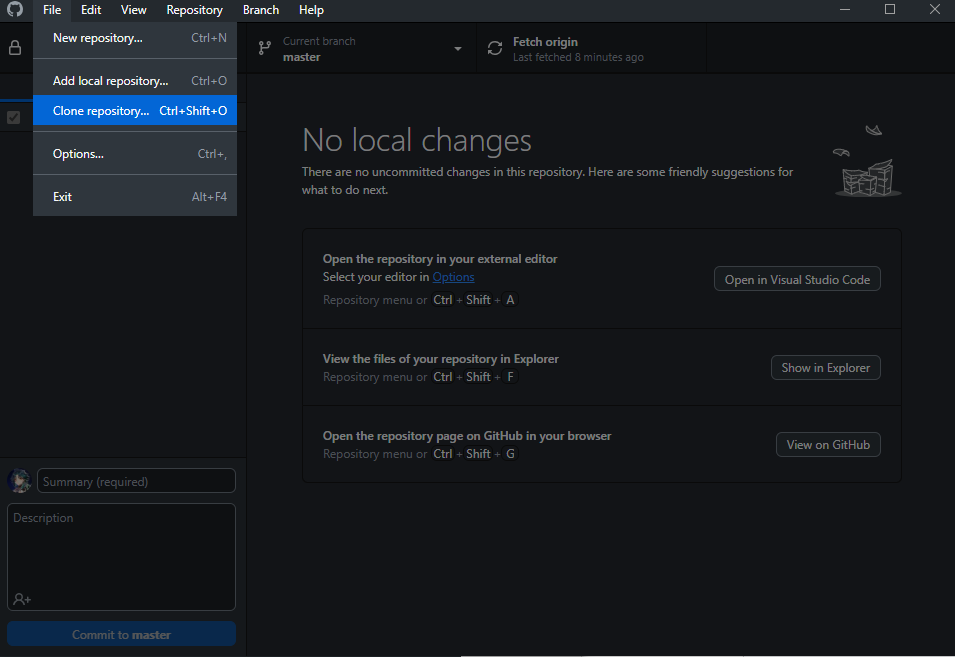 File Edit View Repository Branch Help
New repository... Ctrl+N
Add local repository... Ctrl+O
Clone repository... Ctrl+Shift+O
Options... Ctrl+,
Exit Alt+F4
Current branch
master
Fetch origin
Last fetched 8 minutes ago
No local changes
There are no uncommitted changes in this repository. Here are some friendly suggestions for
what to do next.
Open the repository in your external editor
Select your editor in Options
Repository menu or Ctrl + Shift + A
Open in Visual Studio Code
View the files of your repository in Explorer
Repository menu or Ctrl + Shift + F
Show in Explorer
Open the repository page on GitHub in your browser
Repository menu or Ctrl + Shift + G
View on GitHub
Summary (required)
Description
Commit to master